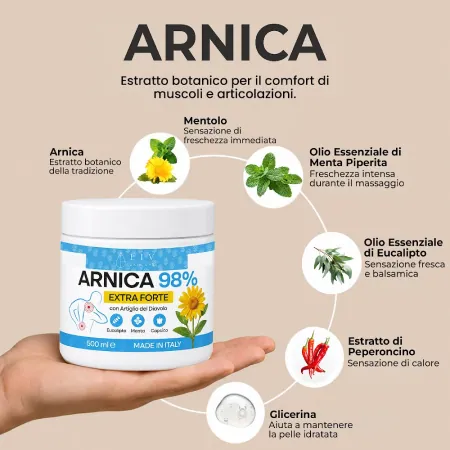 ARNICA
Estratto botanico per il comfort di
muscoli e articolazioni.
Mentolo
Sensazione di
freschezza immediata
Arnica
Estratto botanico
della tradizione
Olio Essenziale di
Menta Piperita
Freschezza intensa
durante il massaggio
Olio Essenziale
di Eucalipto
Sensazione fresca
e balsamica
Estratto di
Peperoncino
Sensazione di calore
Glicerina
Aiuta a mantenere
la pelle idratata
ARNICA 98%
EXTRA FORTE
con Artiglio del Diavolo
Eucalipto Menta Capsico
500 ml e
MADE IN ITALY